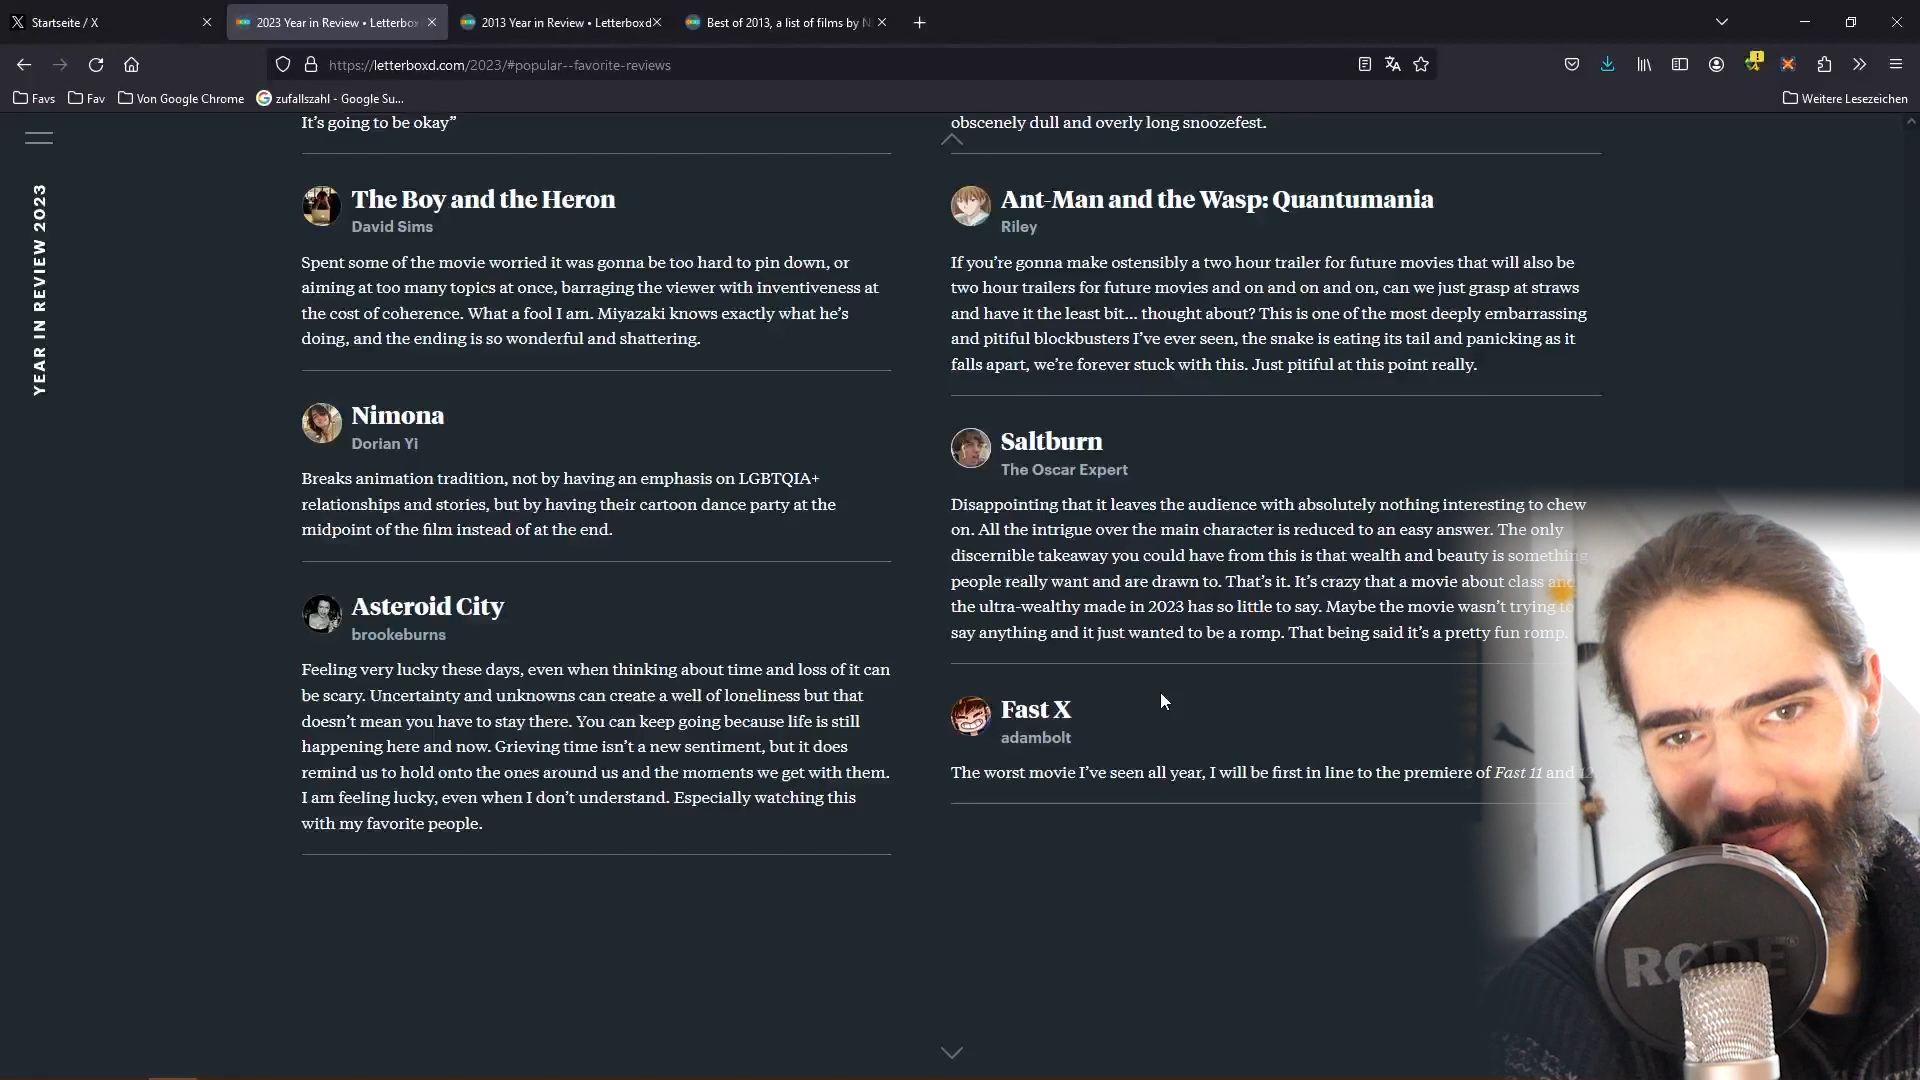 Startseite / X
2023 Year in Review • Letterbo
2013 Year in Review • Letterboxd
Best of 2013, a list of films by N
https://letterboxd.com/2023/#popular--favorite-reviews
Favs
Fav
Von Google Chrome
zufallszahl - Google Su...
Weitere Lesezeichen
YEAR IN REVIEW 2023
It’s going to be okay”
The Boy and the Heron
David Sims
Spent some of the movie worried it was gonna be too hard to pin down, or
aiming at too many topics at once, barraging the viewer with inventiveness at
the cost of coherence. What a fool I am. Miyazaki knows exactly what he’s
doing, and the ending is so wonderful and shattering.
Nimona
Dorian Yi
Breaks animation tradition, not by having an emphasis on LGBTQIA+
relationships and stories, but by having their cartoon dance party at the
midpoint of the film instead of at the end.
Asteroid City
brookeburns
Feeling very lucky these days, even when thinking about time and loss of it can
be scary. Uncertainty and unknowns can create a well of loneliness but that
doesn’t mean you have to stay there. You can keep going because life is still
happening here and now. Grieving time isn’t a new sentiment, but it does
remind us to hold onto the ones around us and the moments we get with them.
I am feeling lucky, even when I don’t understand. Especially watching this
with my favorite people.
obscenely dull and overly long snoozefest.
Ant-Man and the Wasp: Quantumania
Riley
If you’re gonna make ostensibly a two hour trailer for future movies that will also be
two hour trailers for future movies and on and on and on, can we just grasp at straws
and have it the least bit... thought about? This is one of the most deeply embarrassing
and pitiful blockbusters I’ve ever seen, the snake is eating its tail and panicking as it
falls apart, we’re forever stuck with this. Just pitiful at this point really.
Saltburn
The Oscar Expert
Disappointing that it leaves the audience with absolutely nothing interesting to chew
on. All the intrigue over the main character is reduced to an easy answer. The only
discernible takeaway you could have from this is that wealth and beauty is something
people really want and are drawn to. That’s it. It’s crazy that a movie about class and
the ultra-wealthy made in 2023 has so little to say. Maybe the movie wasn’t trying to
say anything and it just wanted to be a romp. That being said it’s a pretty fun romp.
Fast X
adambolt
The worst movie I’ve seen all year, I will be first in line to the premiere of Fast 11 and 12.
RØDE